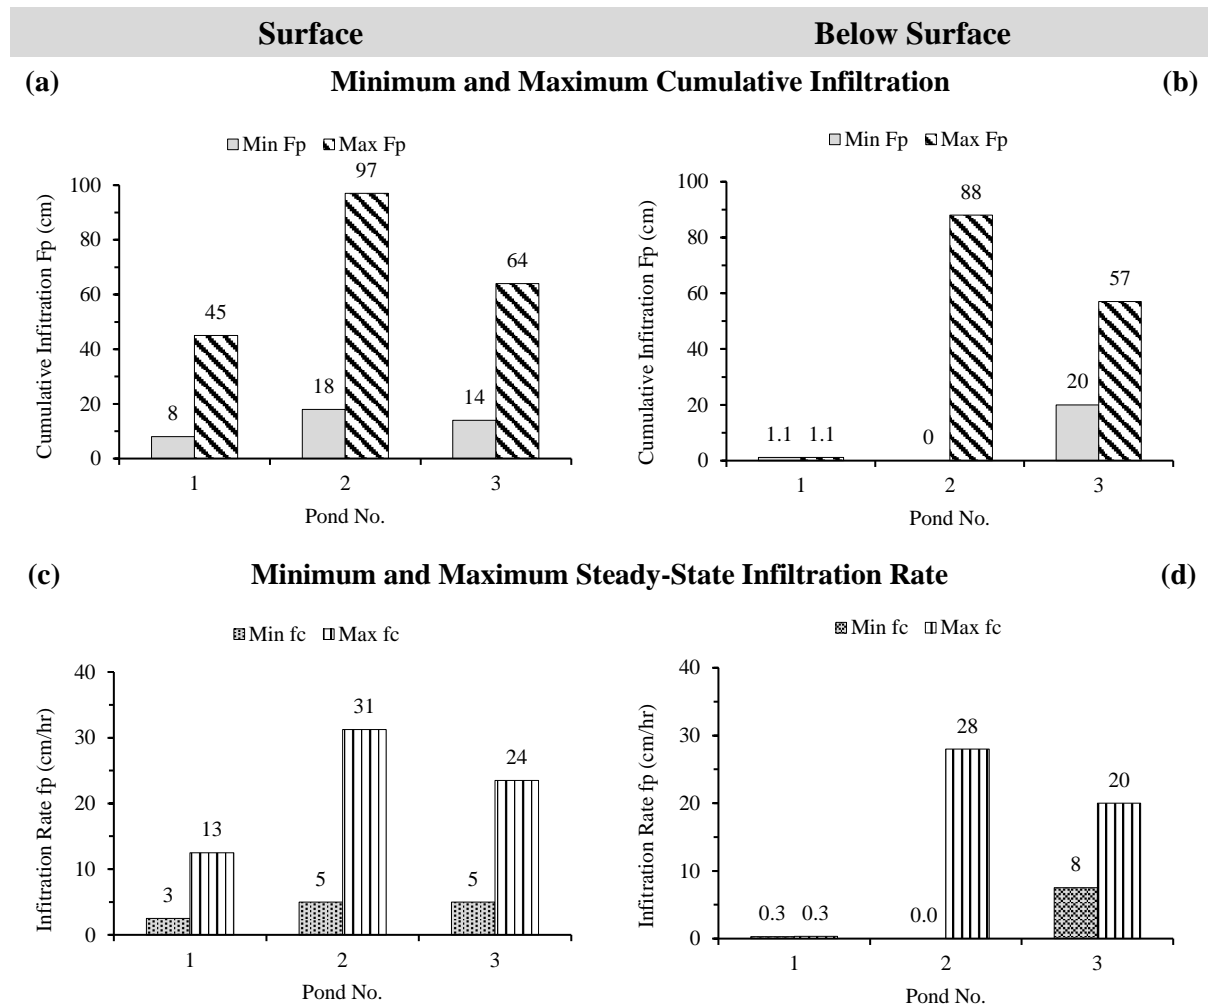 Surface Below Surface
(a) Minimum and Maximum Cumulative Infiltration (b)
Min Fp Max Fp
Cumulative Infitration Fp (cm)
100
80
60
40
20
0
8
45
18
97
14
64
1 2 3
Pond No.
Min Fp Max Fp
Cumulative Infitration Fp (cm)
100
80
60
40
20
0
1.1 1.1
0
88
20
57
1 2 3
Pond No.
(c) Minimum and Maximum Steady-State Infiltration Rate (d)
Min fc Max fc
Infitration Rate fp (cm/hr)
40
30
20
10
0
3
13
5
31
5
24
1 2 3
Pond No.
Min fc Max fc
Infitration Rate fp (cm/hr)
40
30
20
10
0
0.3 0.3
0.0
28
8
20
1 2 3
Pond No.